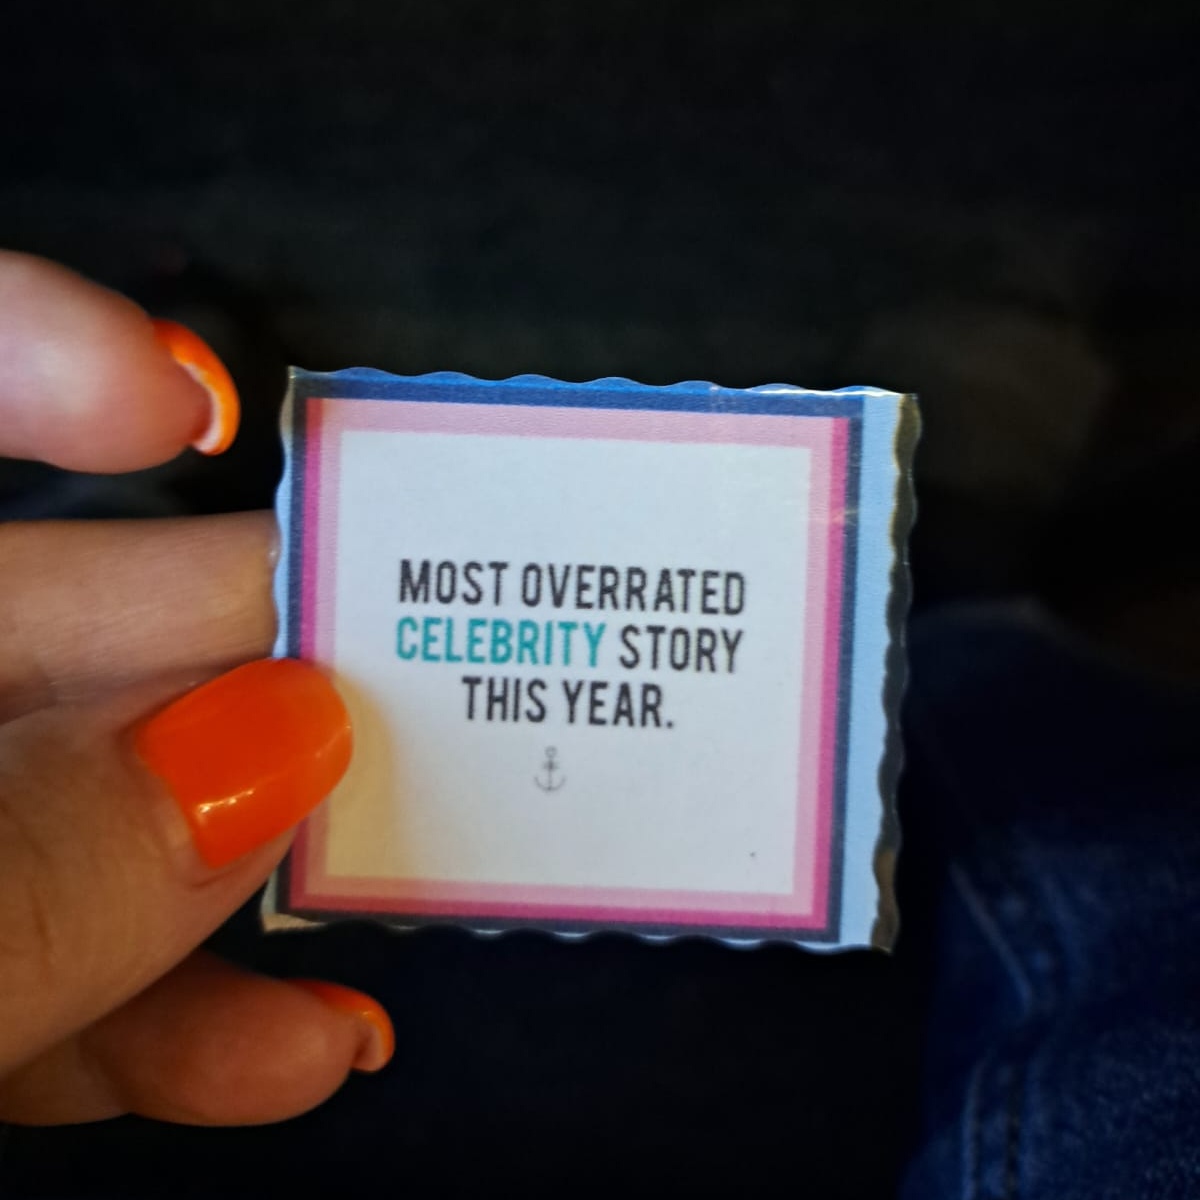 MOST OVERRATED
CELEBRITY STORY
THIS YEAR.